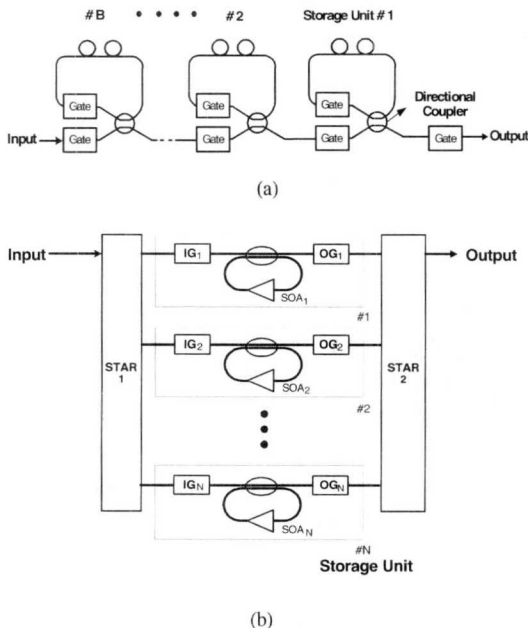 # B • • • • # 2 Storage Unit # 1
Gate Gate Gate
Directional
Coupler
Input Gate Gate Gate Gate Output
(a)
Input IG1 OG1 Output
SOA1
#1
STAR
1
IG2 OG2
STAR
2
SOA2
#2
IGN OGN
SOAN
#N
Storage Unit
(b)